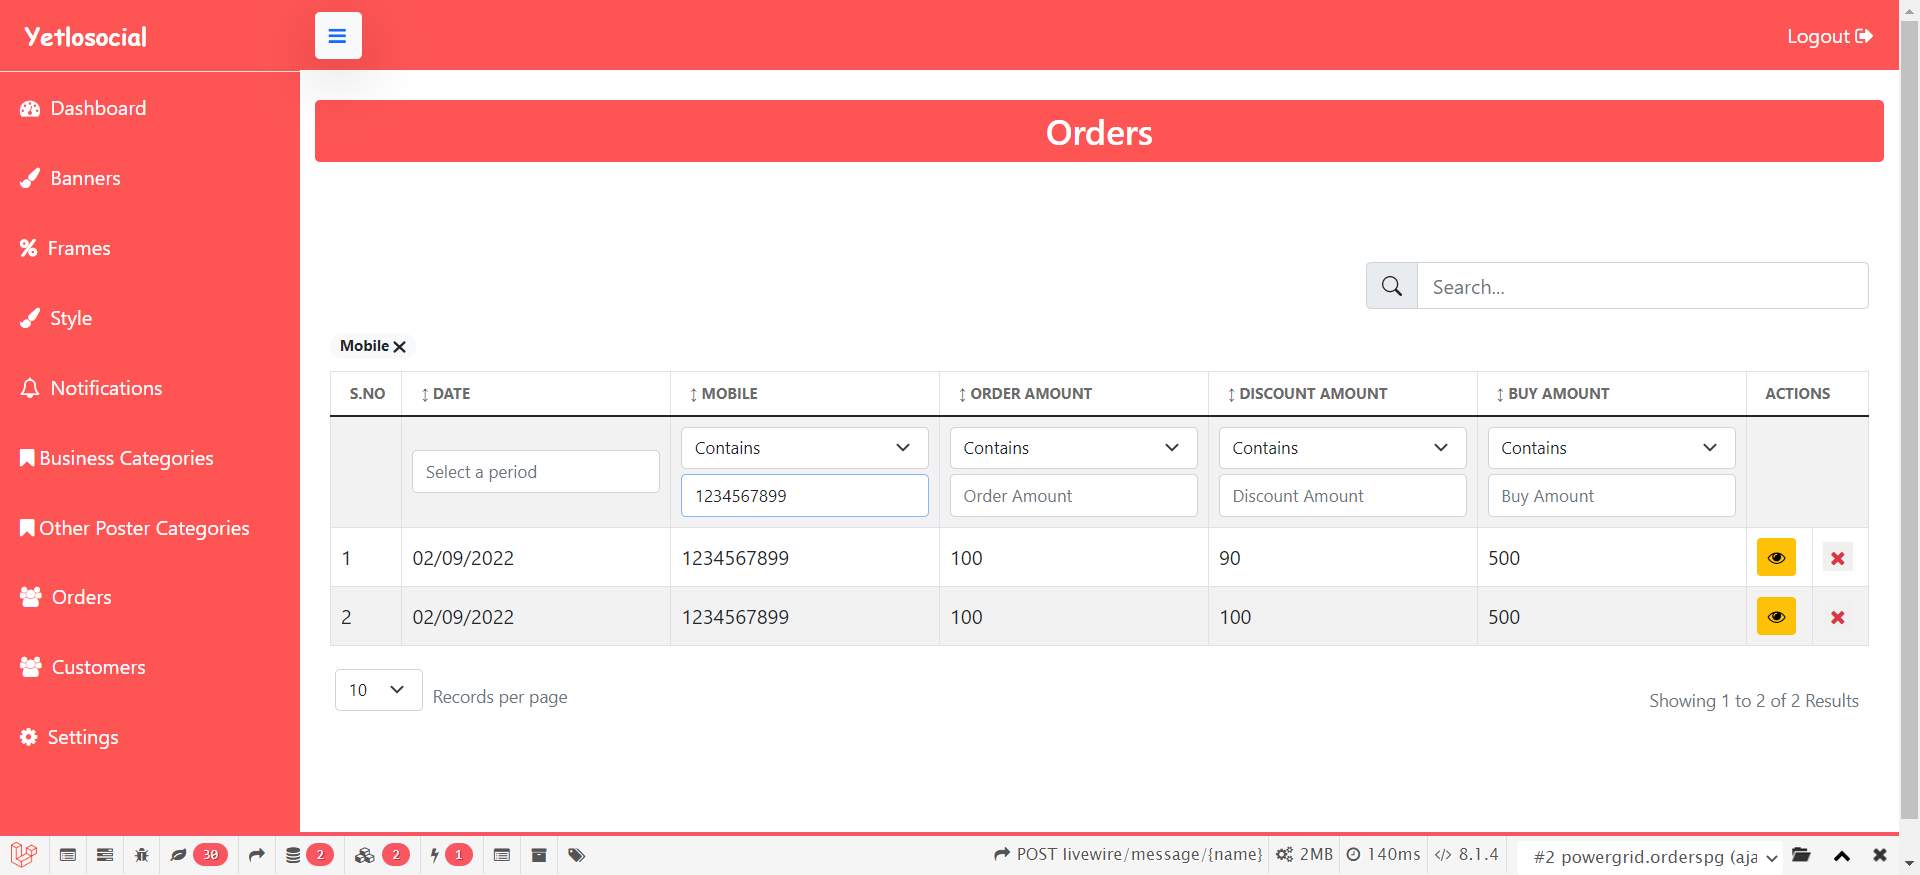 Yetlosocial
Logout
Dashboard
Banners
Frames
Style
Notifications
Business Categories
Other Poster Categories
Orders
Customers
Settings
Orders
Search...
Mobile
S.NO DATE MOBILE ORDER AMOUNT DISCOUNT AMOUNT BUY AMOUNT ACTIONS
Contains Contains Contains Contains
Select a period
1234567899 Order Amount Discount Amount Buy Amount
1 02/09/2022 1234567899 100 90 500
2 02/09/2022 1234567899 100 100 500
10 Records per page
Showing 1 to 2 of 2 Results
30 2 2 1 POST livewire/message/{name} 2MB 140ms 8.1.4 #2 powergrid.orderspg (aja